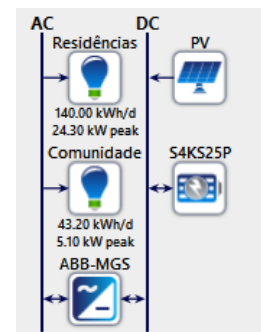 AC DC
Residências PV
140.00 kWh/d
24.30 kW peak
Comunidade S4KS25P
43.20 kWh/d
5.10 kW peak
ABB-MGS